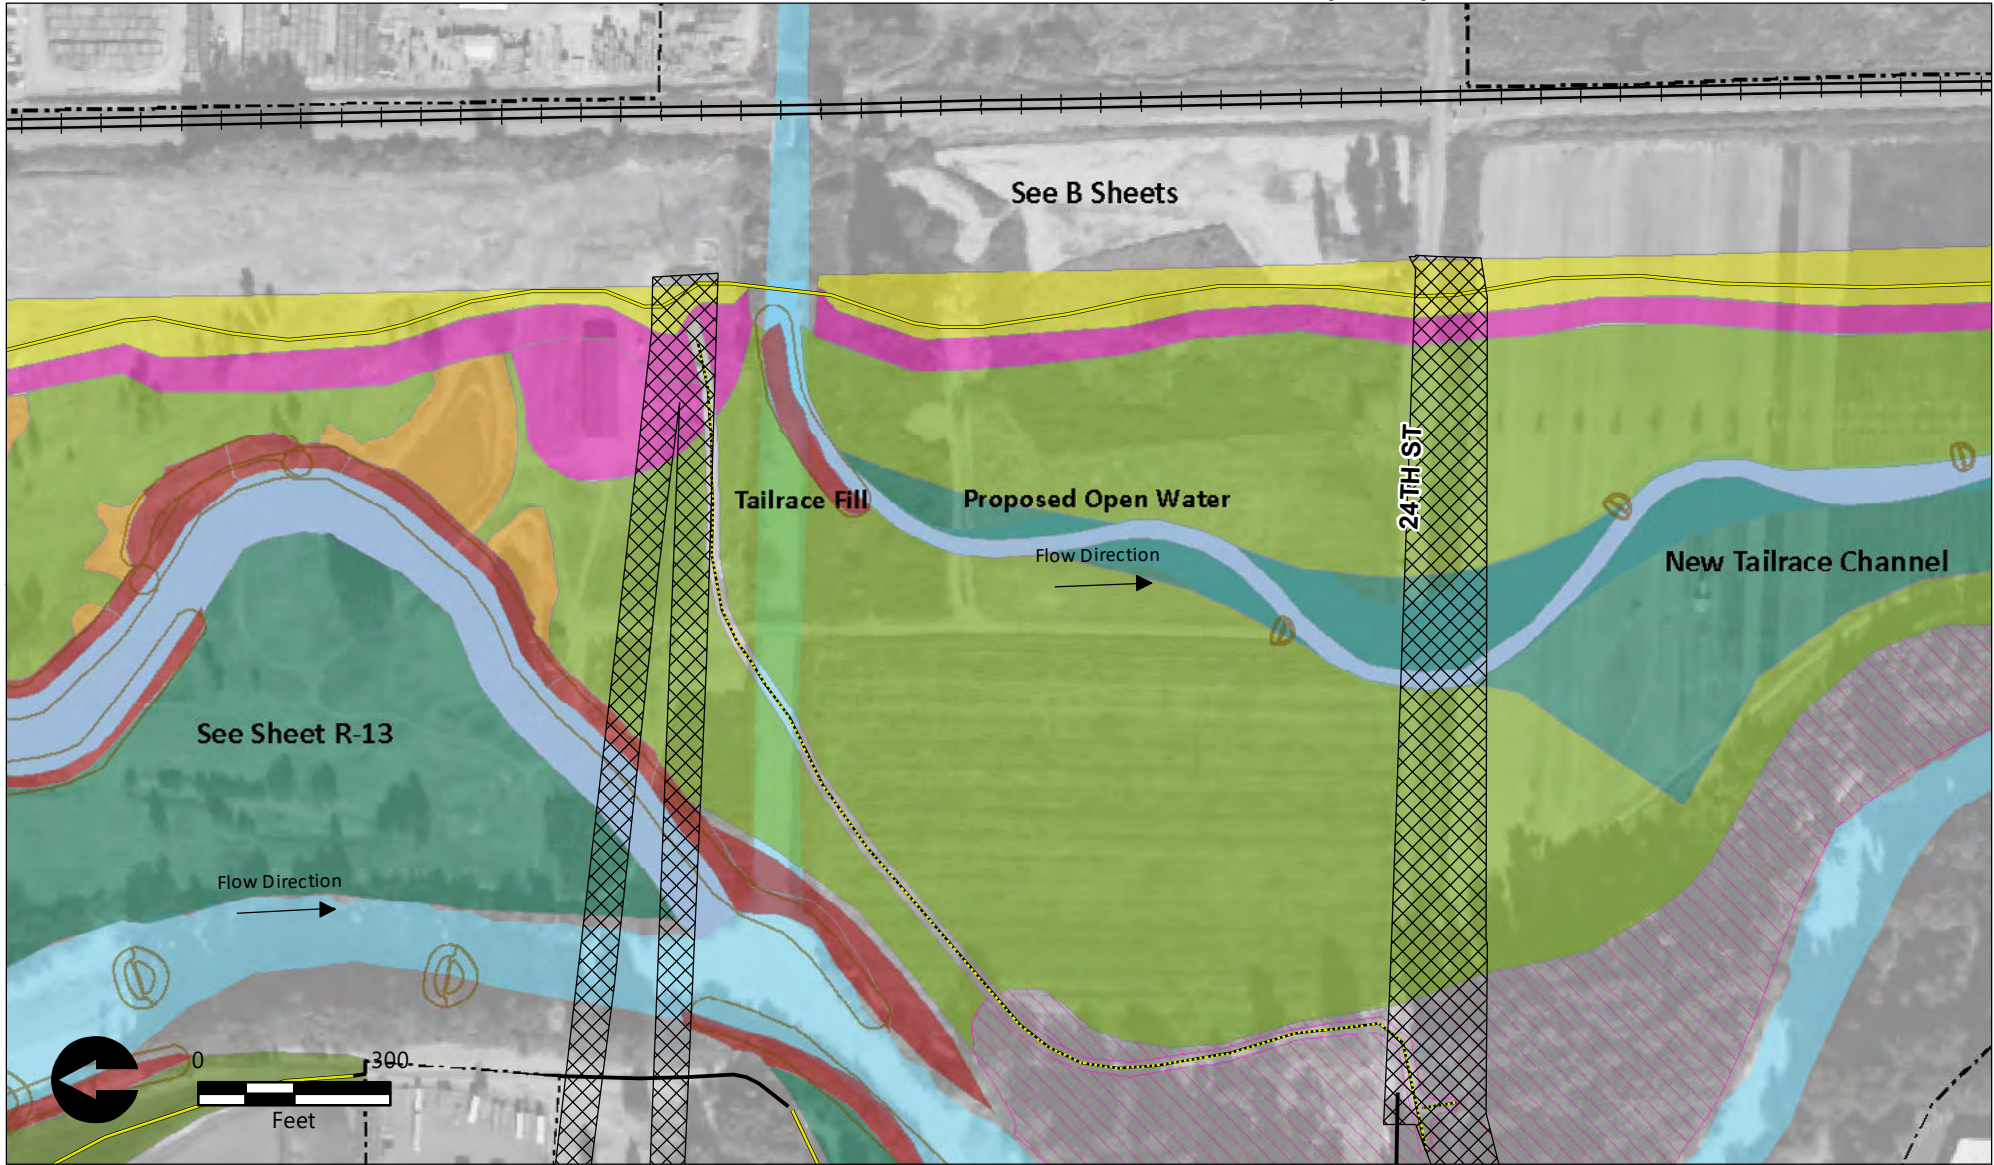 See B Sheets
24TH ST
Tailrace Fill
Proposed Open Water
Flow Direction
New Tailrace Channel
See Sheet R-13
Flow Direction
0 300
Feet